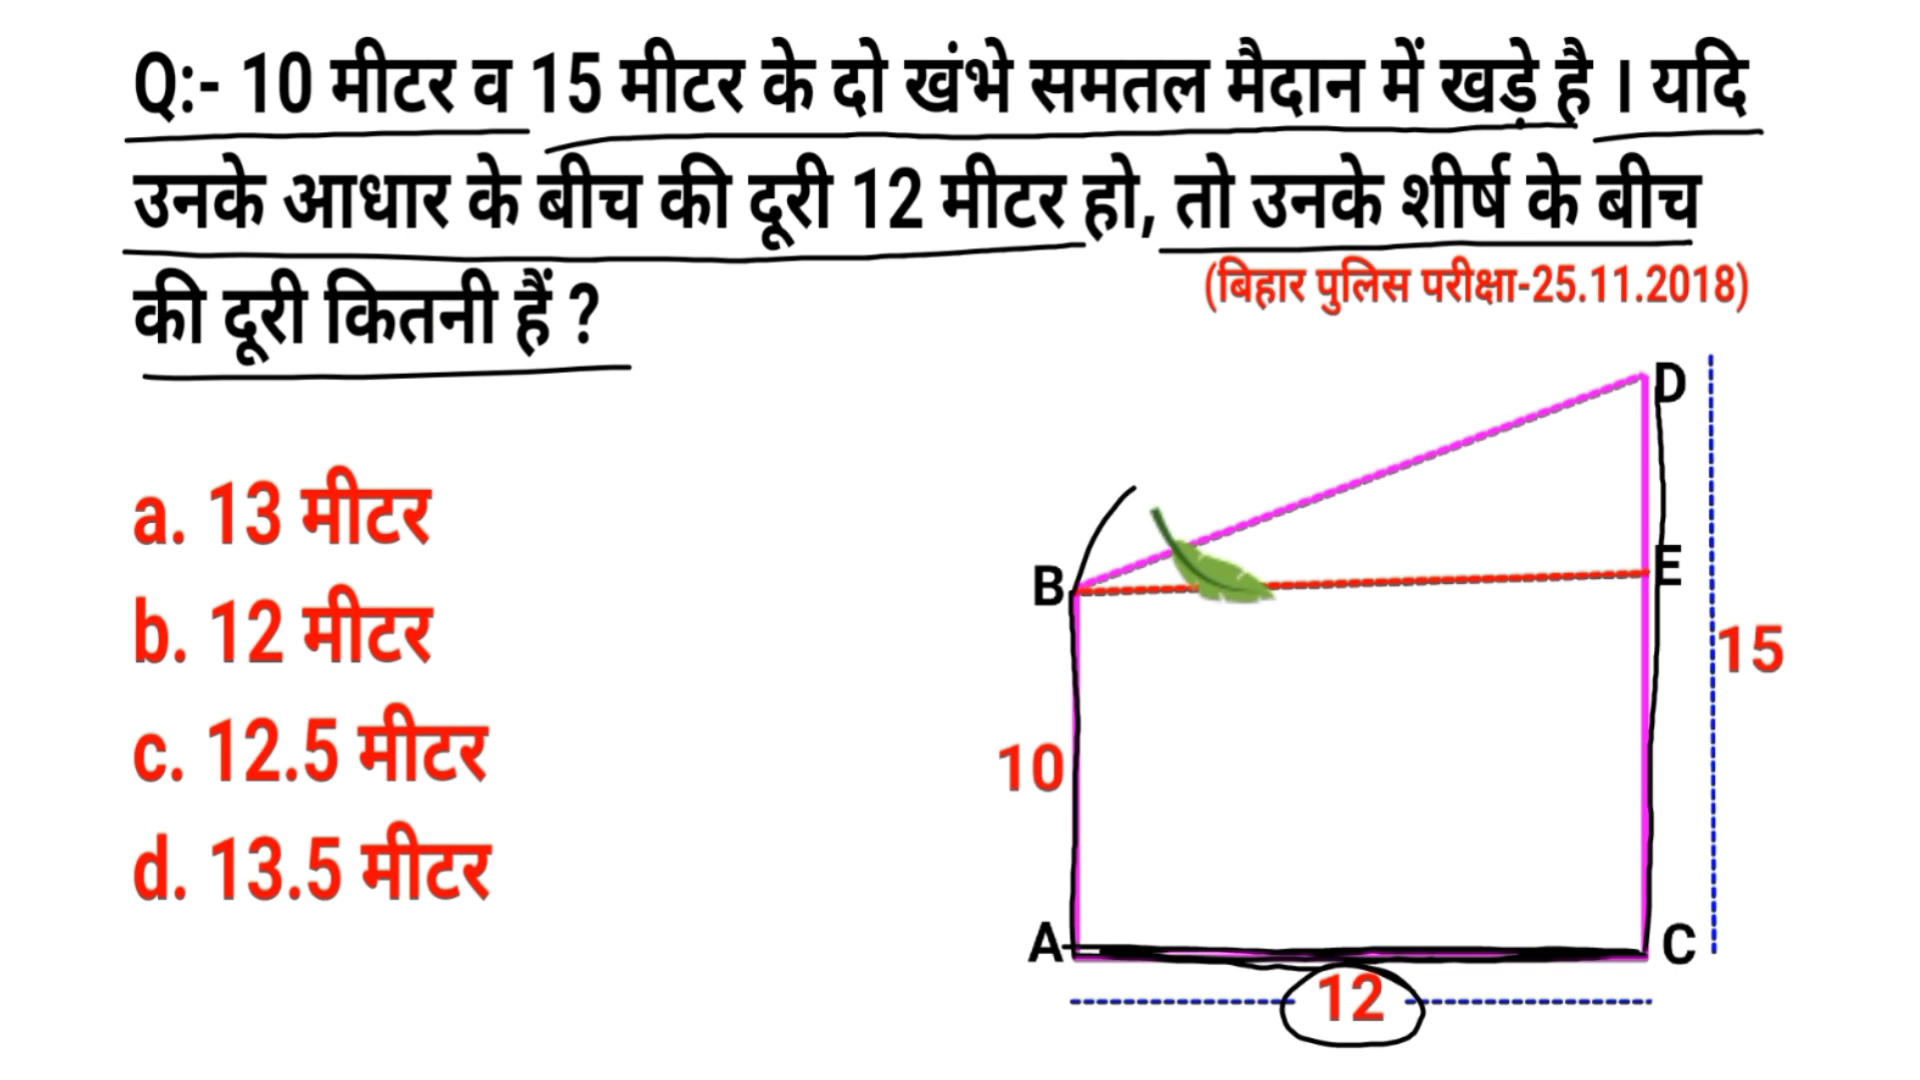 Q:- 10 मीटर व 15 मीटर के दो खंभे समतल मैदान में खड़े है । यदि
उनके आधार के बीच की दूरी 12 मीटर हो, तो उनके शीर्ष के बीच
की दूरी कितनी हैं ?
(बिहार पुलिस परीक्षा-25.11.2018)
a. 13 मीटर
b. 12 मीटर
c. 12.5 मीटर
d. 13.5 मीटर
D
B
E
15
10
A
C
12